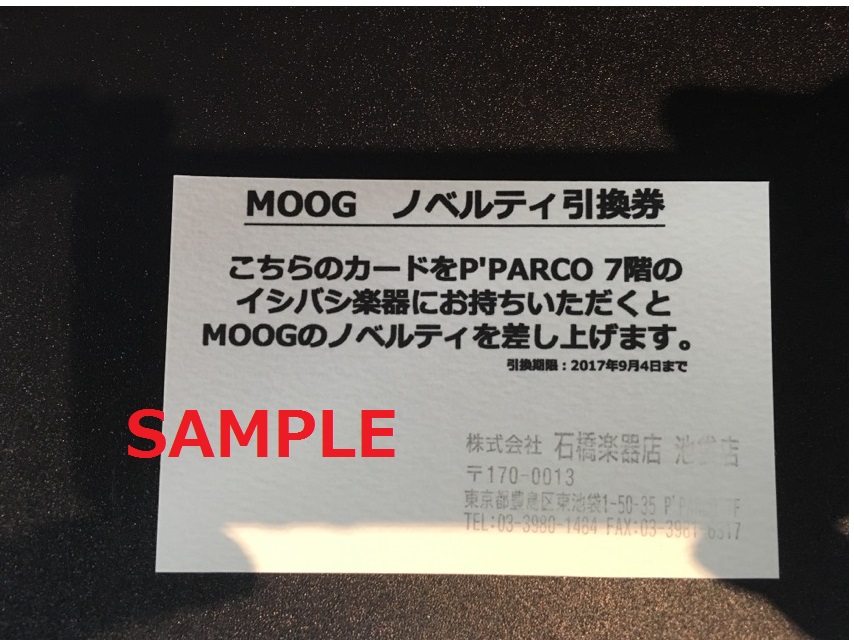 MOOG ノベルティ引換券
こちらのカードをP'PARCO 7階の
イシバシ楽器にお持ちいただくと
MOOGのノベルティを差し上げます。
引換期限：2017年9月4日まで
SAMPLE
株式会社 石橋楽器店 池袋店
〒170-0013
東京都豊島区東池袋1-50-35
TEL:03-3980-1484